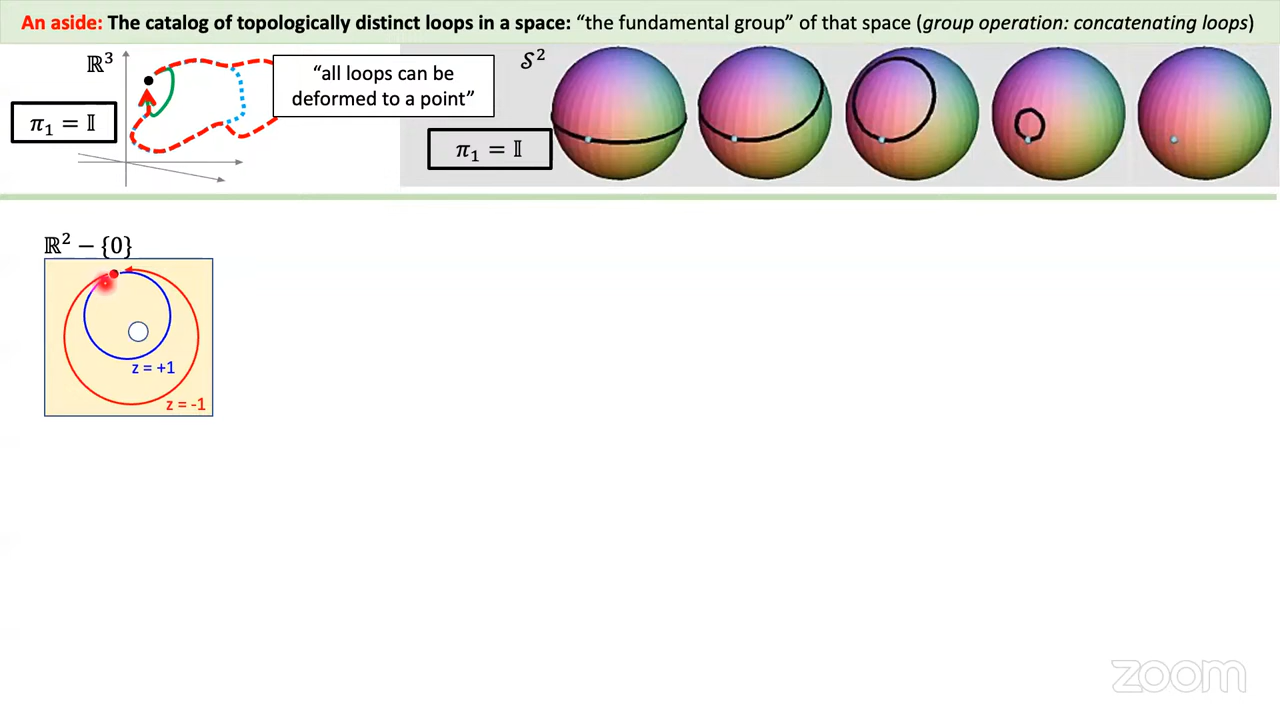 An aside: The catalog of topologically distinct loops in a space: “the fundamental group” of that space (group operation: concatenating loops)
ℝ³
“all loops can be
deformed to a point”
π₁ = 𝕀
𝒮²
π₁ = 𝕀
ℝ² − {0}
z = +1
z = -1
zoom